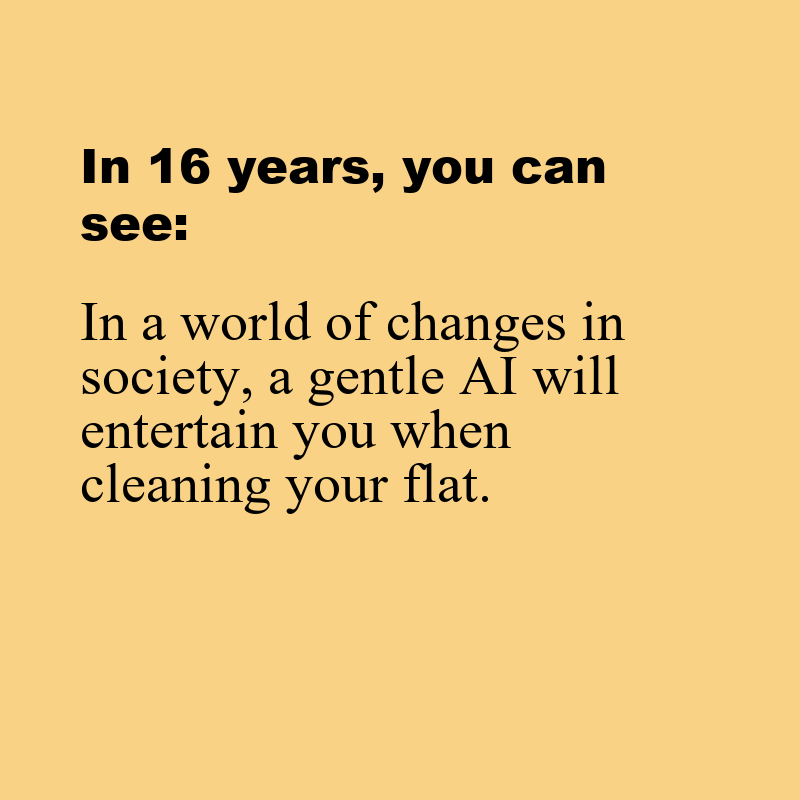 In 16 years, you can
see:
In a world of changes in
society, a gentle AI will
entertain you when
cleaning your flat.